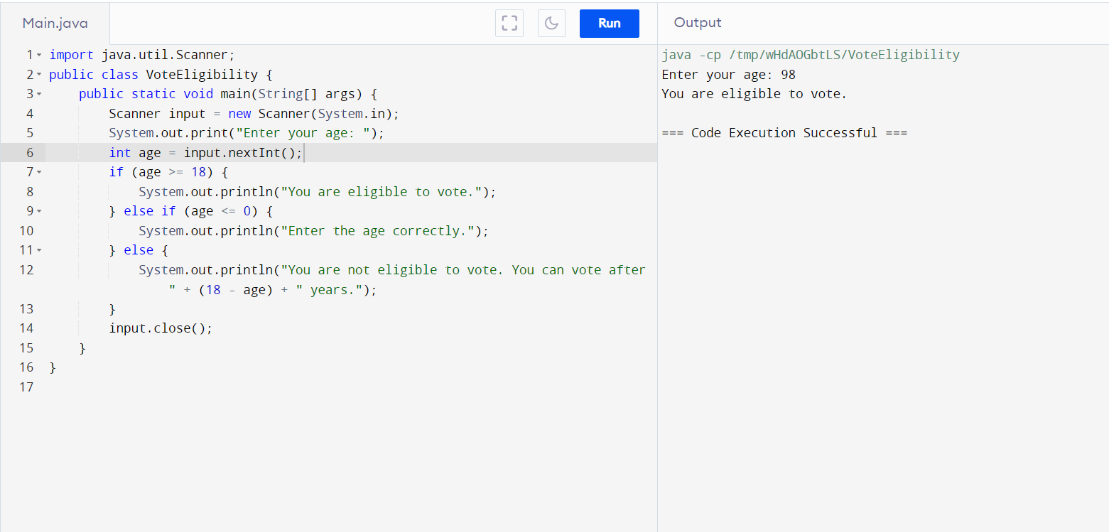 Main.java
Run
Output
1 import java.util.Scanner;
2 public class VoteEligibility {
3     public static void main(String[] args) {
4         Scanner input = new Scanner(System.in);
5         System.out.print("Enter your age: ");
6         int age = input.nextInt();
7         if (age >= 18) {
8             System.out.println("You are eligible to vote.");
9         } else if (age <= 0) {
10             System.out.println("Enter the age correctly.");
11         } else {
12             System.out.println("You are not eligible to vote. You can vote after
                " + (18 - age) + " years.");
13         }
14         input.close();
15     }
16 }
17
java -cp /tmp/wHdAOGbtLS/VoteEligibility
Enter your age: 98
You are eligible to vote.
=== Code Execution Successful ===